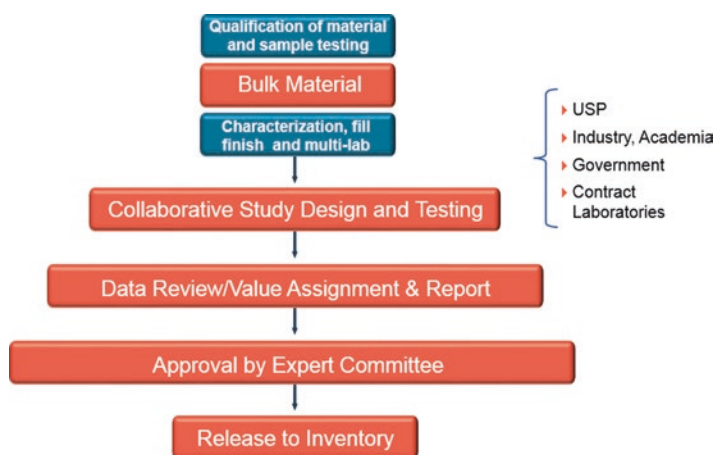 Qualification of material
and sample testing
Bulk Material
Characterization, fill
finish and multi-lab
USP
Industry, Academia
Government
Contract
Laboratories
Collaborative Study Design and Testing
Data Review/Value Assignment & Report
Approval by Expert Committee
Release to Inventory